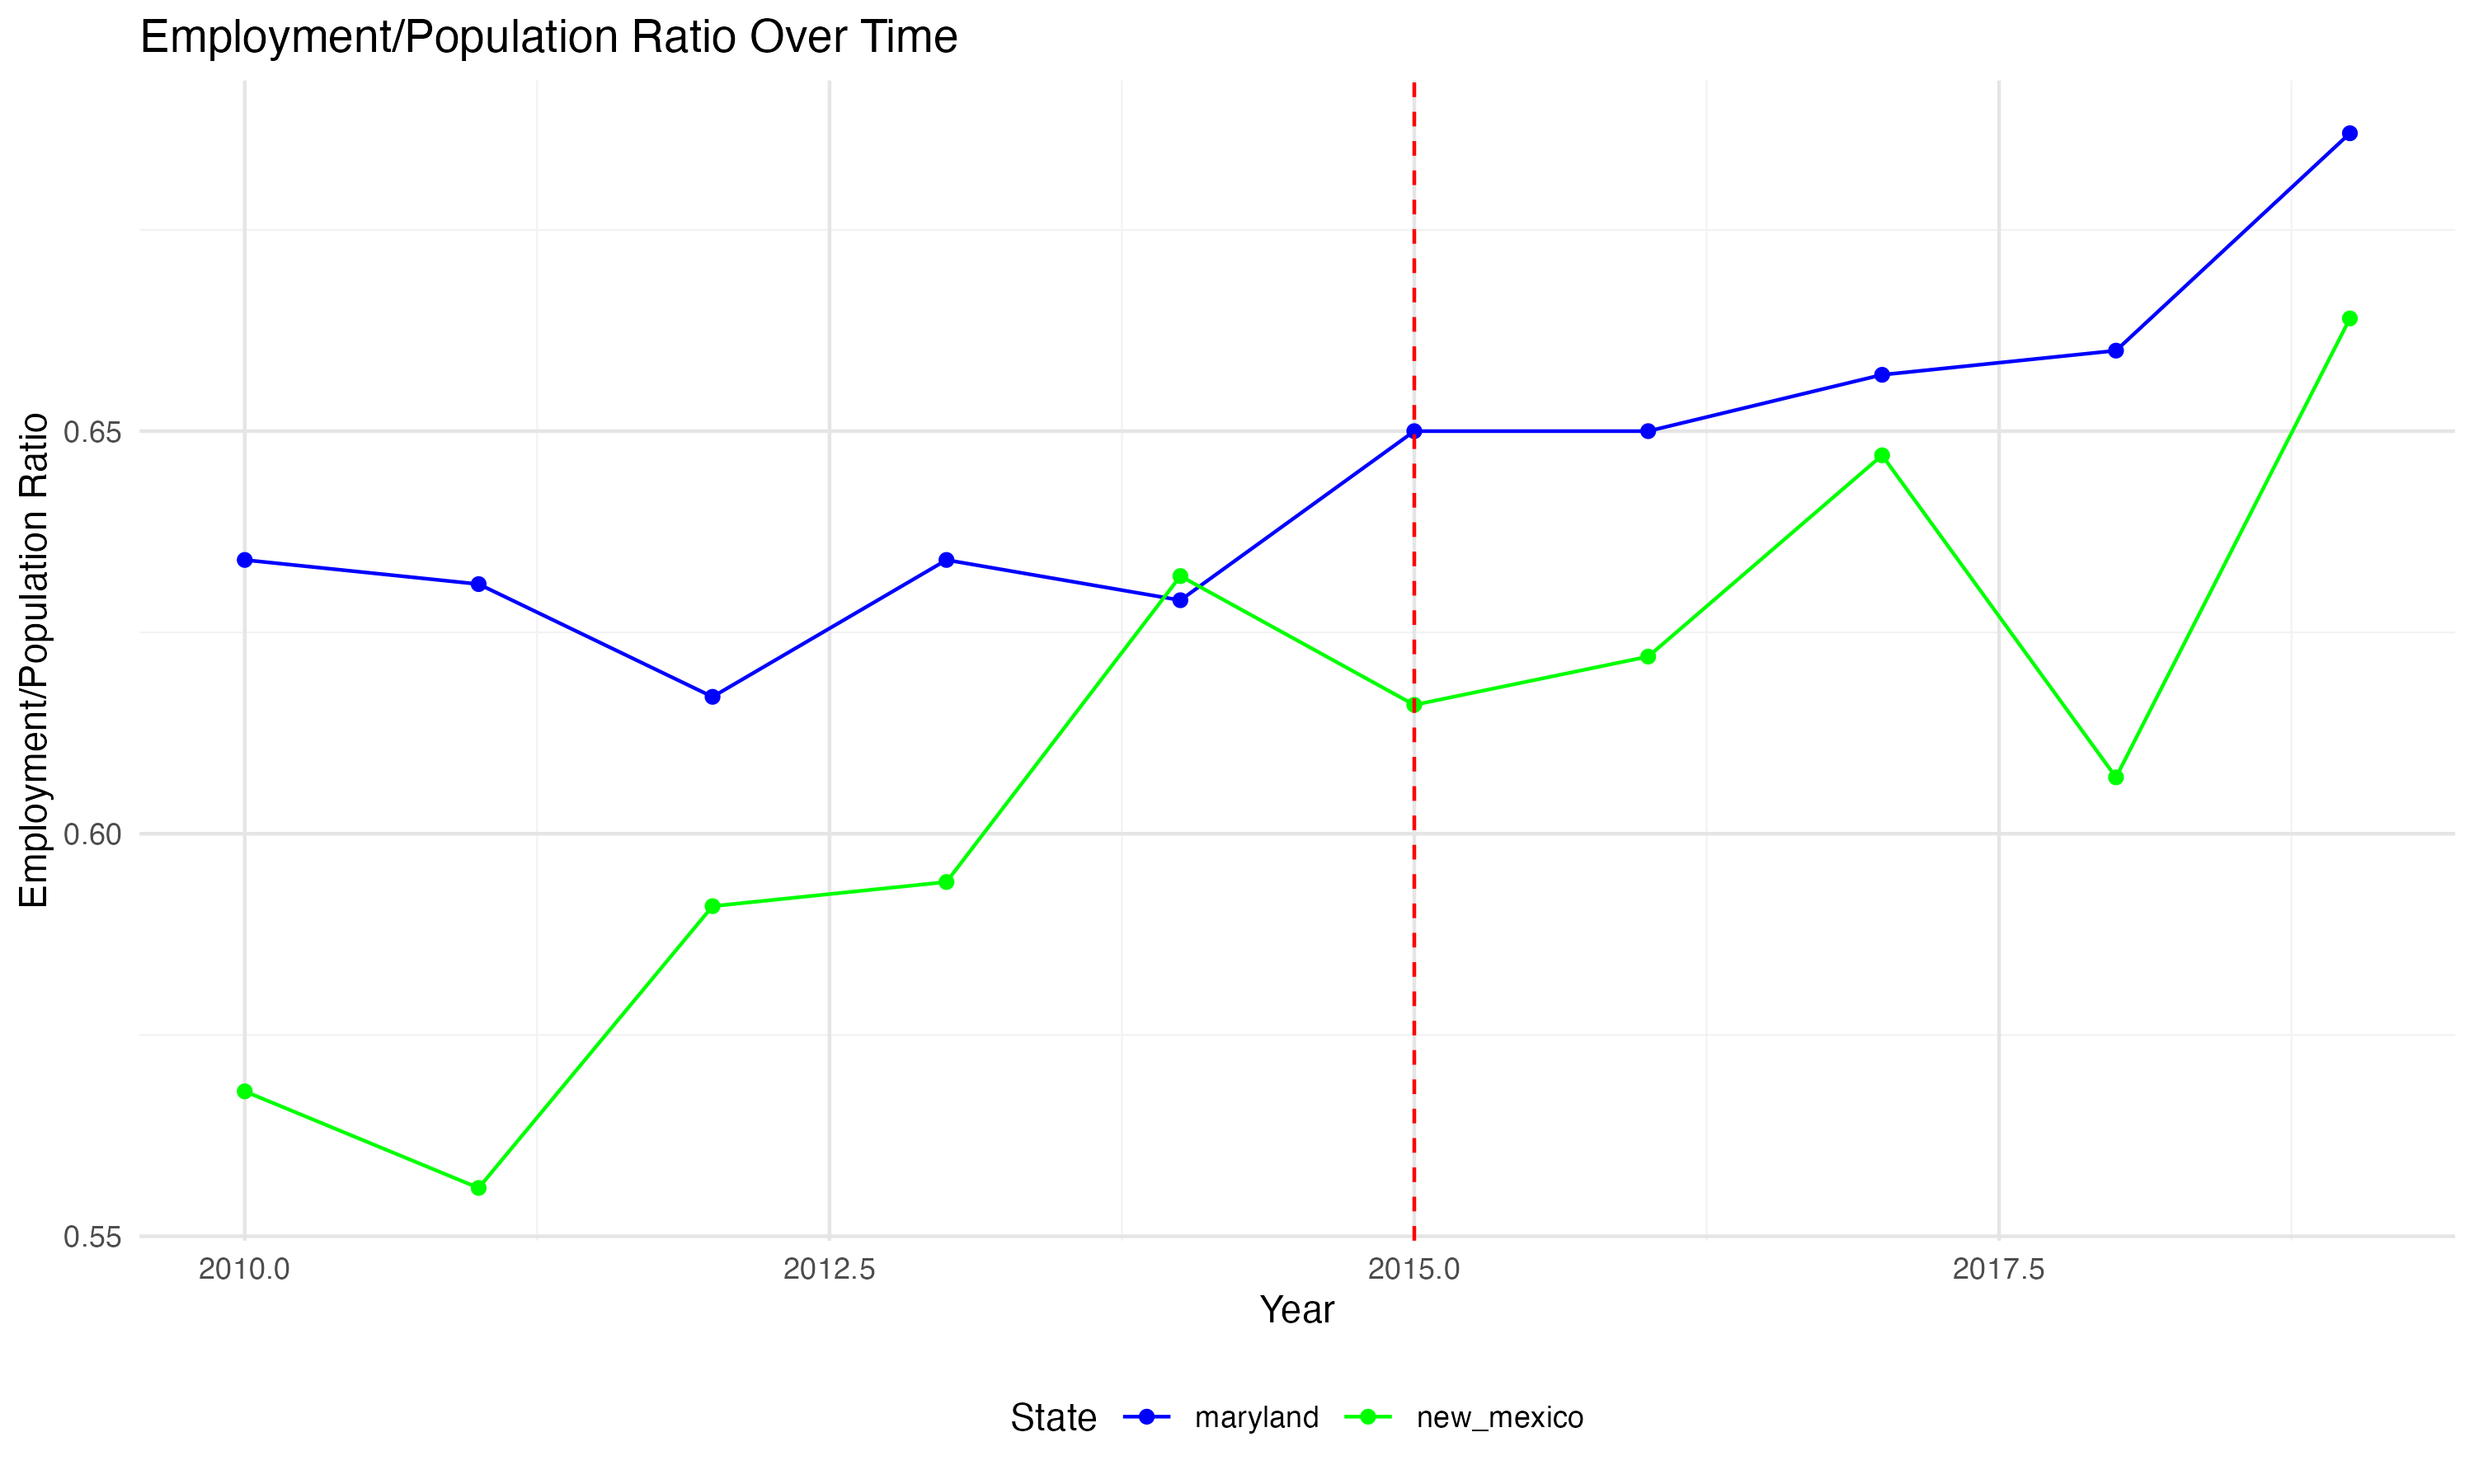 Employment/Population Ratio Over Time
Employment/Population Ratio
0.65
0.60
0.55
2010.0 2012.5 2015.0 2017.5
Year
State maryland new_mexico